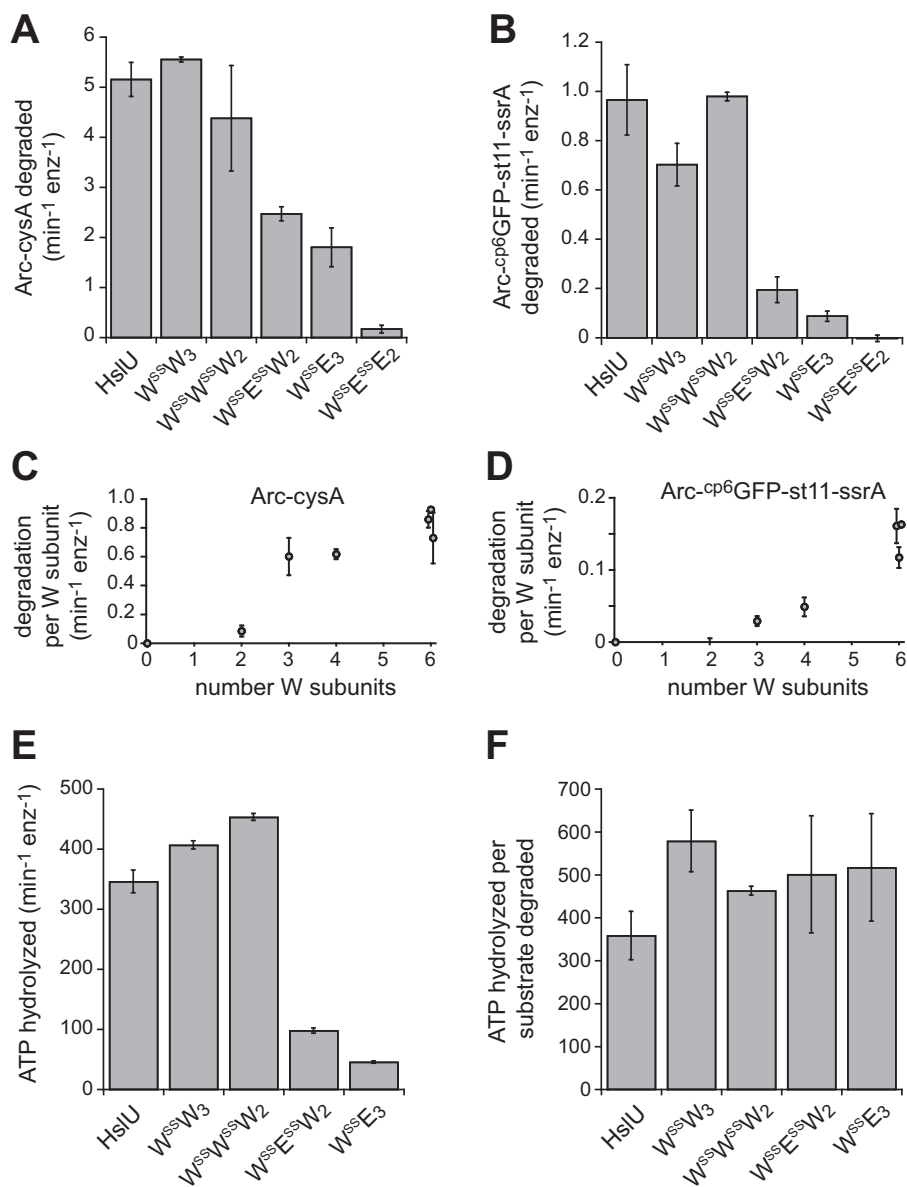 A
Arc-cysA degraded
(min⁻¹ enz⁻¹)
6
5
4
3
2
1
0
HslU
WˢˢW₃
WˢˢWˢˢW₂
WˢˢEˢˢW₂
WˢˢE₃
WˢˢEˢˢE₂
B
Arc-ᶜᵖ⁶GFP-st11-ssrA
degraded (min⁻¹ enz⁻¹)
1.2
1.0
0.8
0.6
0.4
0.2
0
HslU
WˢˢW₃
WˢˢWˢˢW₂
WˢˢEˢˢW₂
WˢˢE₃
WˢˢEˢˢE₂
C
Arc-cysA
degradation
per W subunit
(min⁻¹ enz⁻¹)
1.0
0.8
0.6
0.4
0.2
0
0 1 2 3 4 5 6
number W subunits
D
Arc-ᶜᵖ⁶GFP-st11-ssrA
degradation
per W subunit
(min⁻¹ enz⁻¹)
0.2
0.1
0
0 1 2 3 4 5 6
number W subunits
E
ATP hydrolyzed (min⁻¹ enz⁻¹)
500
400
300
200
100
0
HslU
WˢˢW₃
WˢˢWˢˢW₂
WˢˢEˢˢW₂
WˢˢE₃
F
ATP hydrolyzed per
substrate degraded
700
600
500
400
300
200
100
0
HslU
WˢˢW₃
WˢˢWˢˢW₂
WˢˢEˢˢW₂
WˢˢE₃